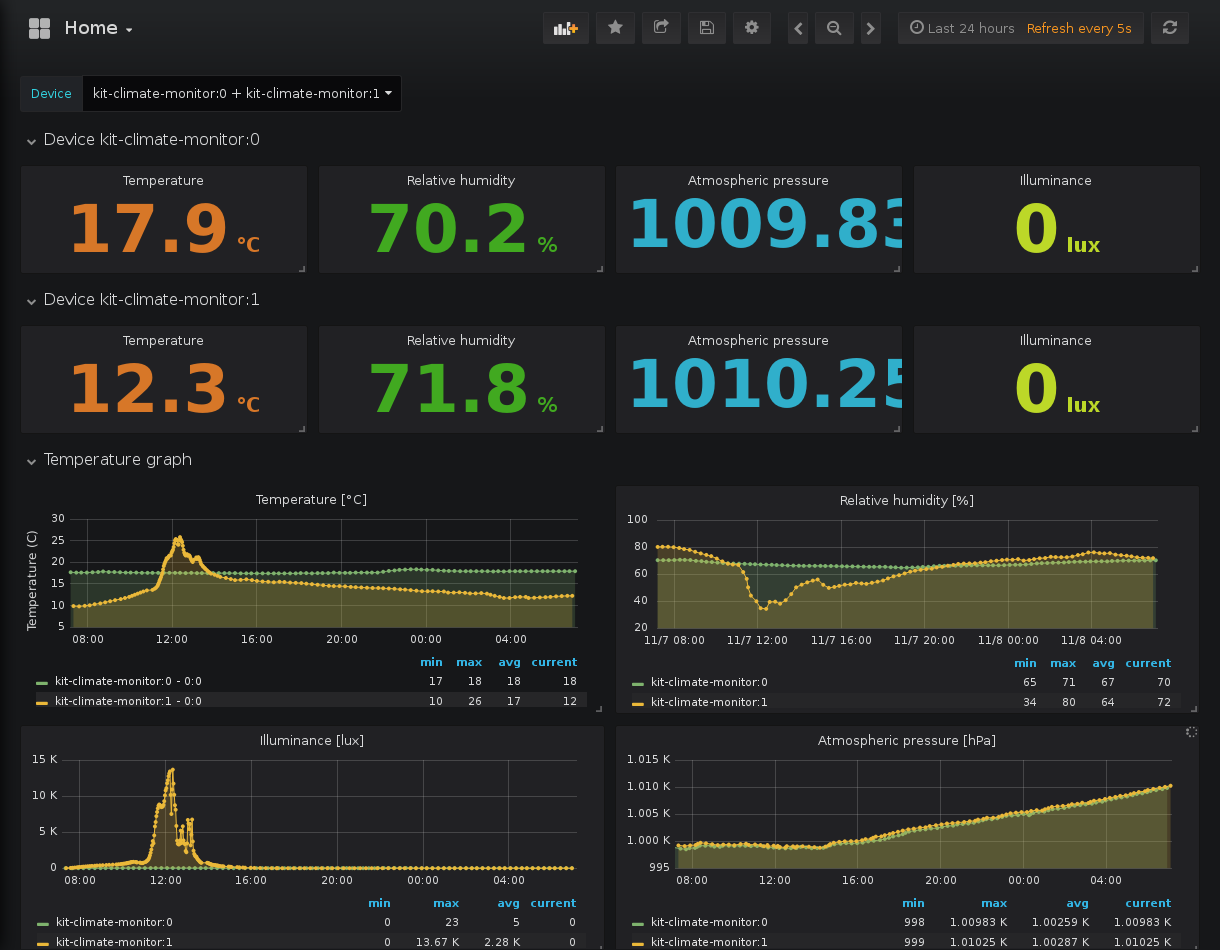 Home
Last 24 hours Refresh every 5s
Device kit-climate-monitor:0 + kit-climate-monitor:1
Device kit-climate-monitor:0
Temperature Relative humidity Atmospheric pressure Illuminance
17.9 °C 70.2 % 1009.83 0 lux
Device kit-climate-monitor:1
Temperature Relative humidity Atmospheric pressure Illuminance
12.3 °C 71.8 % 1010.25 0 lux
Temperature graph
Temperature [°C]
Temperature (C)
30
25
20
15
10
5
08:00 12:00 16:00 20:00 00:00 04:00
min max avg current
kit-climate-monitor:0 - 0:0 17 18 18 18
kit-climate-monitor:1 - 0:0 10 26 17 12
Relative humidity [%]
100
80
60
40
20
11/7 08:00 11/7 12:00 11/7 16:00 11/7 20:00 11/8 00:00 11/8 04:00
min max avg current
kit-climate-monitor:0 65 71 67 70
kit-climate-monitor:1 34 80 64 72
Illuminance [lux]
15 K
10 K
5 K
0
08:00 12:00 16:00 20:00 00:00 04:00
min max avg current
kit-climate-monitor:0 0 23 5 0
kit-climate-monitor:1 0 13.67 K 2.28 K 0
Atmospheric pressure [hPa]
1.015 K
1.010 K
1.005 K
1.000 K
995
08:00 12:00 16:00 20:00 00:00 04:00
min max avg current
kit-climate-monitor:0 998 1.00983 K 1.00259 K 1.00983 K
kit-climate-monitor:1 999 1.01025 K 1.00287 K 1.01025 K